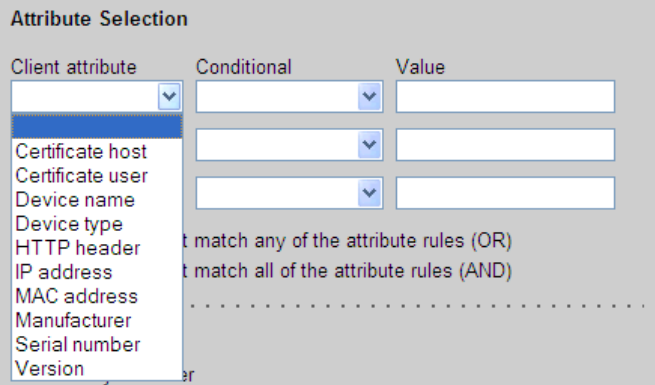 Attribute Selection
Client attribute Conditional Value
Certificate host
Certificate user
Device name
Device type
HTTP header
match any of the attribute rules (OR)
IP address
match all of the attribute rules (AND)
MAC address
Manufacturer
Serial number
Version